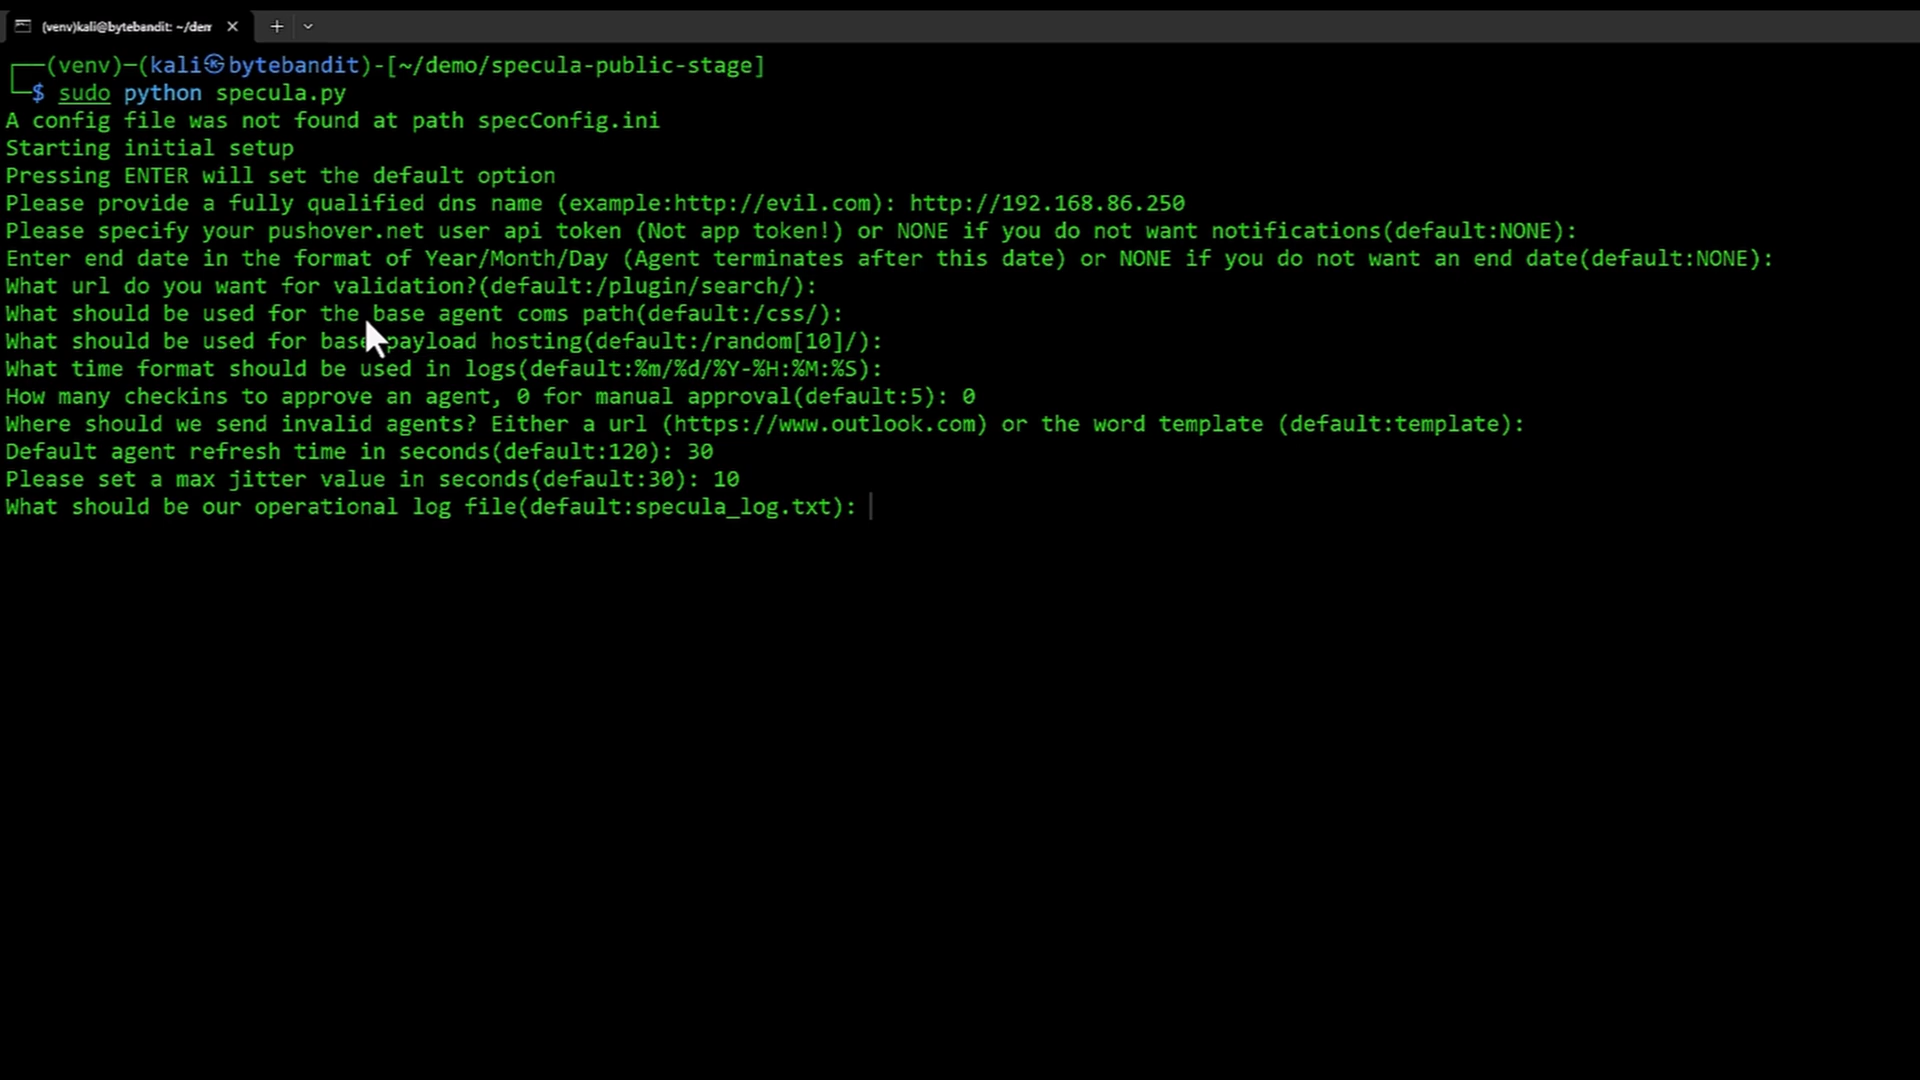 (venv)kali@bytebandit: ~/dem
(venv)-(kali㉿bytebandit)-[~/demo/specula-public-stage]
$ sudo python specula.py
A config file was not found at path specConfig.ini
Starting initial setup
Pressing ENTER will set the default option
Please provide a fully qualified dns name (example:http://evil.com): http://192.168.86.250
Please specify your pushover.net user api token (Not app token!) or NONE if you do not want notifications(default:NONE):
Enter end date in the format of Year/Month/Day (Agent terminates after this date) or NONE if you do not want an end date(default:NONE):
What url do you want for validation?(default:/plugin/search/):
What should be used for the base agent coms path(default:/css/):
What should be used for base payload hosting(default:/random[10]/):
What time format should be used in logs(default:%m/%d/%Y-%H:%M:%S):
How many checkins to approve an agent, 0 for manual approval(default:5): 0
Where should we send invalid agents? Either a url (https://www.outlook.com) or the word template (default:template):
Default agent refresh time in seconds(default:120): 30
Please set a max jitter value in seconds(default:30): 10
What should be our operational log file(default:specula_log.txt):